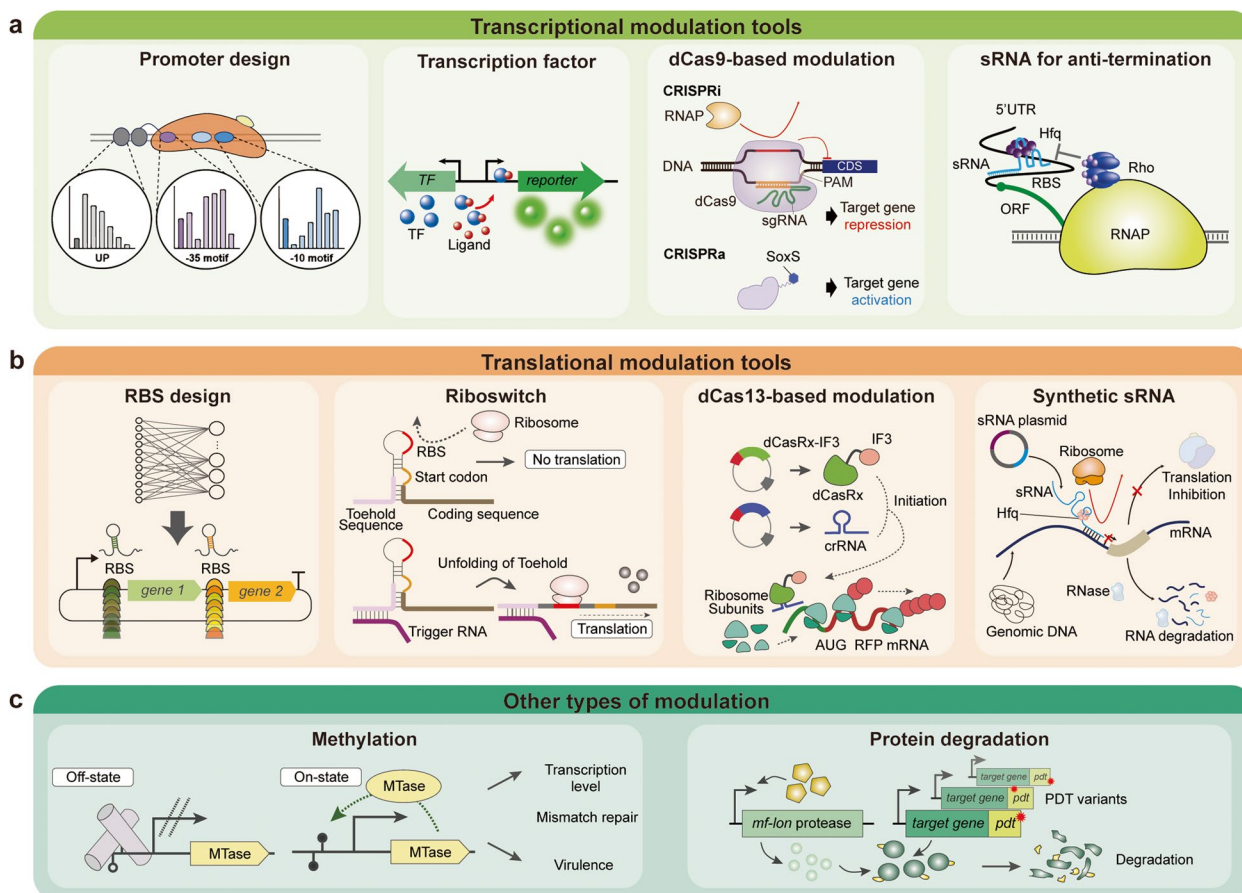 a
Transcriptional modulation tools
Promoter design
UP
-35 motif
-10 motif
Transcription factor
TF
reporter
TF
Ligand
dCas9-based modulation
CRISPRi
RNAP
DNA
CDS
PAM
dCas9
sgRNA
Target gene
repression
CRISPRa
SoxS
Target gene
activation
sRNA for anti-termination
5'UTR
Hfq
sRNA
Rho
RBS
ORF
RNAP
b
Translational modulation tools
RBS design
RBS
RBS
gene 1
gene 2
Riboswitch
Ribosome
RBS
No translation
Start codon
Toehold
Sequence
Coding sequence
Unfolding of Toehold
Trigger RNA
Translation
dCas13-based modulation
dCasRx-IF3
IF3
dCasRx
Initiation
crRNA
Ribosome
Subunits
AUG
RFP mRNA
Synthetic sRNA
sRNA plasmid
Ribosome
sRNA
Translation
Inhibition
Hfq
mRNA
RNase
Genomic DNA
RNA degradation
c
Other types of modulation
Methylation
Off-state
MTase
On-state
MTase
MTase
Transcription
level
Mismatch repair
Virulence
Protein degradation
mf-lon protease
target gene
pdt
target gene
pdt
target gene
pdt
PDT variants
Degradation